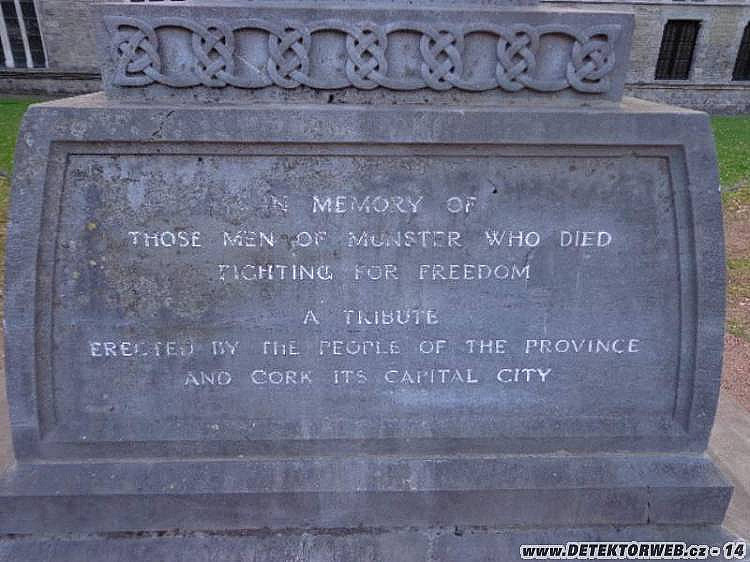 IN MEMORY OF
THOSE MEN OF MUNSTER WHO DIED
FIGHTING FOR FREEDOM
A TRIBUTE
ERECTED BY THE PEOPLE OF THE PROVINCE
AND CORK ITS CAPITAL CITY
www.DETEKTORWEB.cz - 14